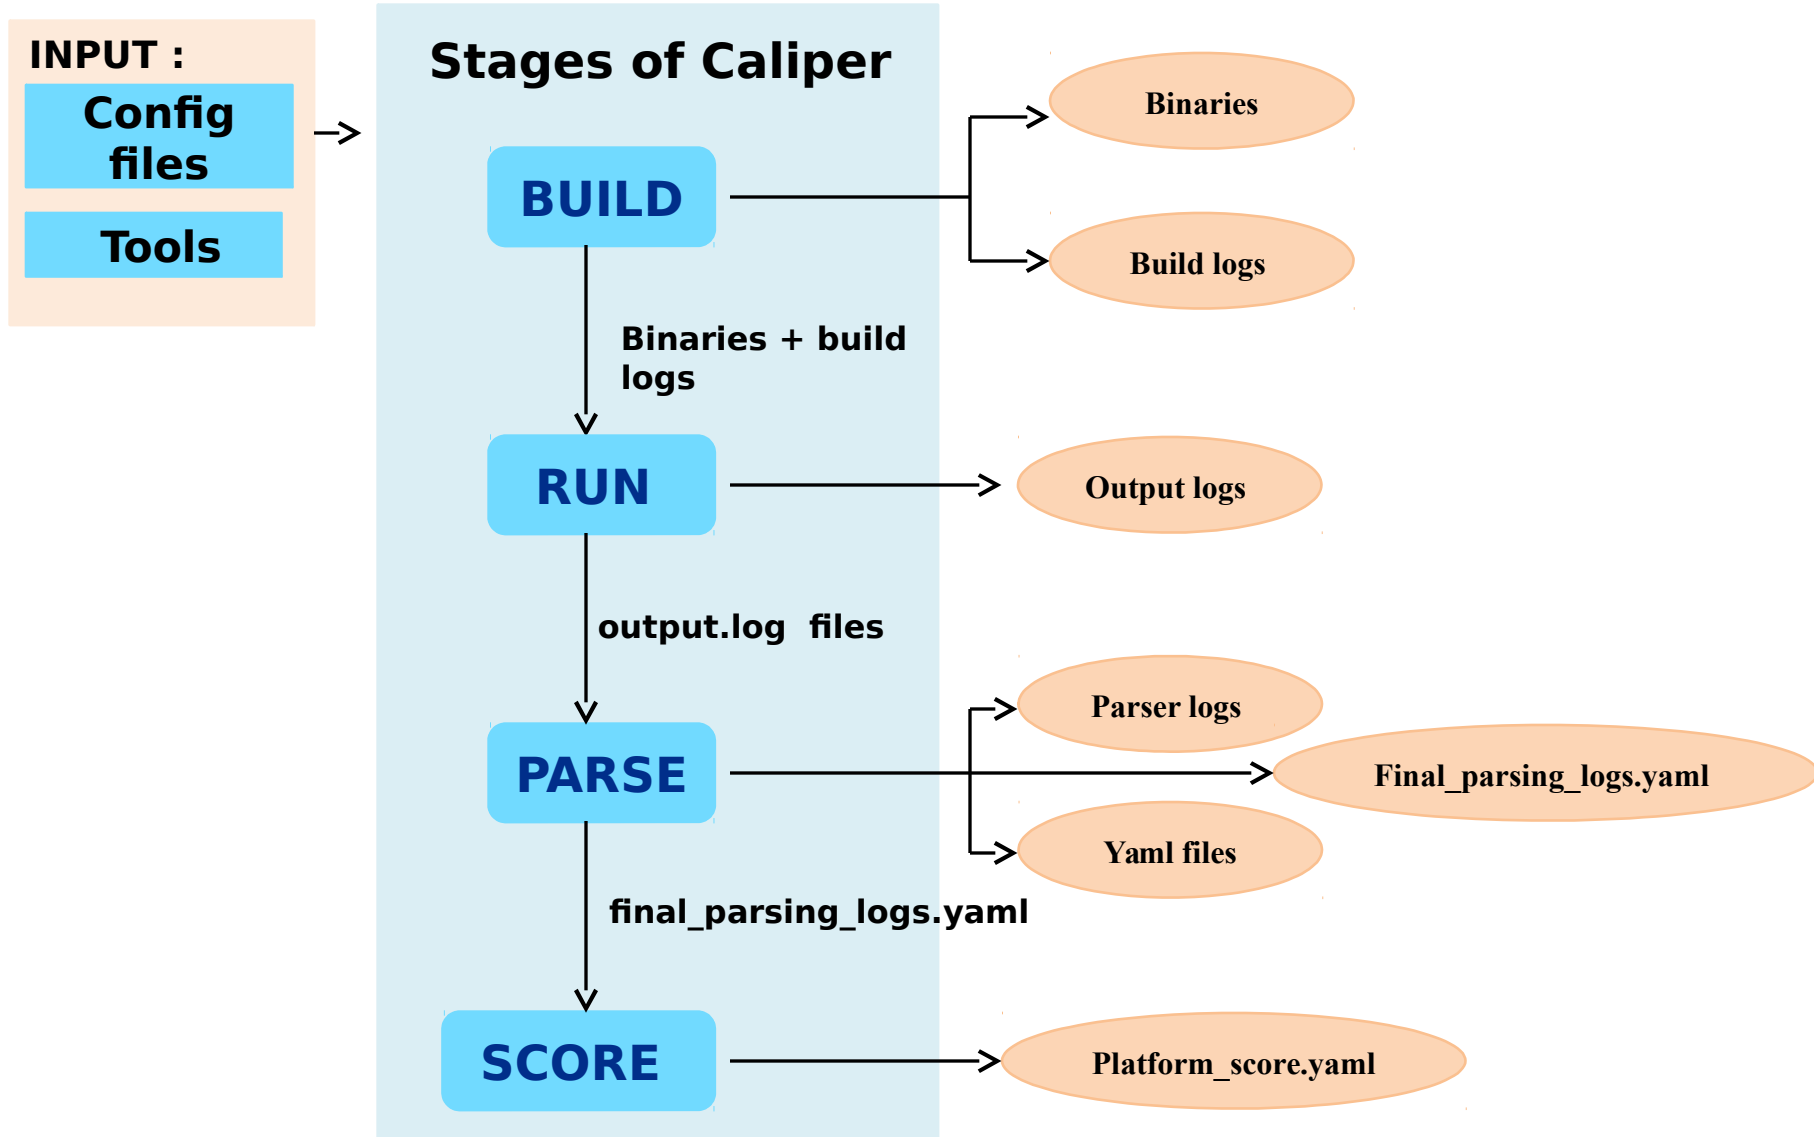 INPUT :
Config
files
Tools
Stages of Caliper
BUILD
Binaries
Build logs
Binaries + build
logs
RUN
Output logs
output.log  files
PARSE
Parser logs
Final_parsing_logs.yaml
Yaml files
final_parsing_logs.yaml
SCORE
Platform_score.yaml